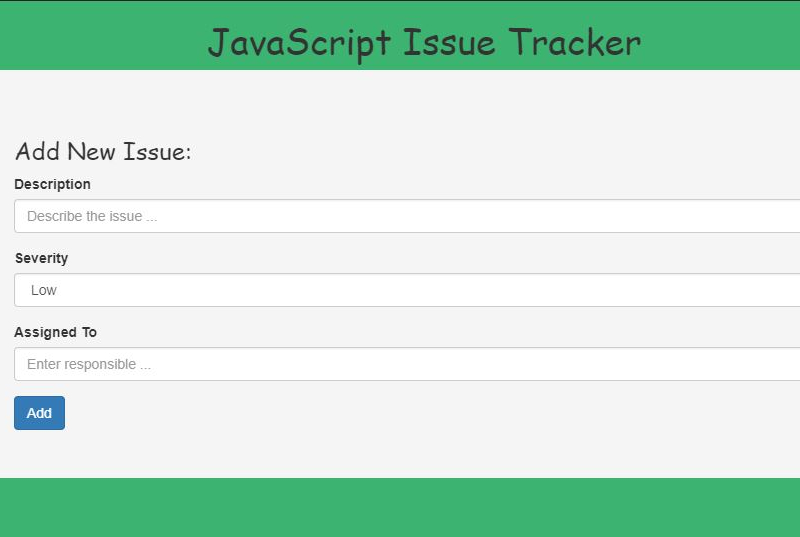 JavaScript Issue Tracker
Add New Issue:
Description
Describe the issue ...
Severity
Low
Assigned To
Enter responsible ...
Add